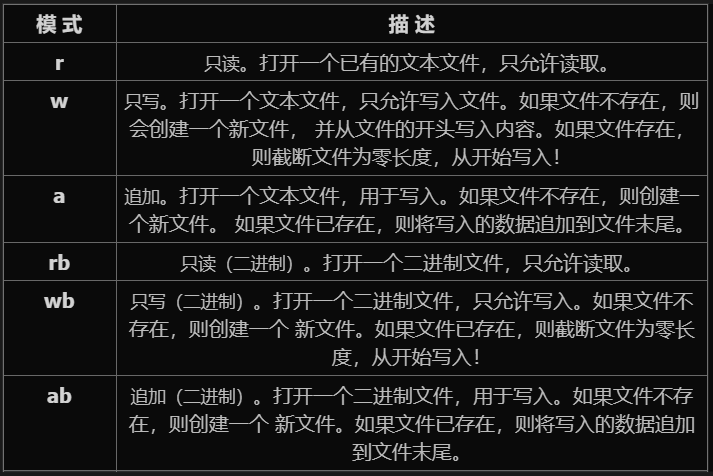 模 式 描 述
r 只读。打开一个已有的文本文件，只允许读取。
w 只写。打开一个文本文件，只允许写入文件。如果文件不存在，则
会创建一个新文件， 并从文件的开头写入内容。如果文件存在，
则截断文件为零长度，从开始写入！
a 追加。打开一个文本文件，用于写入。如果文件不存在，则创建一
个新文件。 如果文件已存在，则将写入的数据追加到文件末尾。
rb 只读（二进制）。打开一个二进制文件，只允许读取。
wb 只写（二进制）。打开一个二进制文件，只允许写入。如果文件不
存在，则创建一个 新文件。如果文件已存在，则截断文件为零长
度，从开始写入！
ab 追加（二进制）。打开一个二进制文件，用于写入。如果文件不存
在，则创建一个 新文件。如果文件已存在，则将写入的数据追加
到文件末尾。